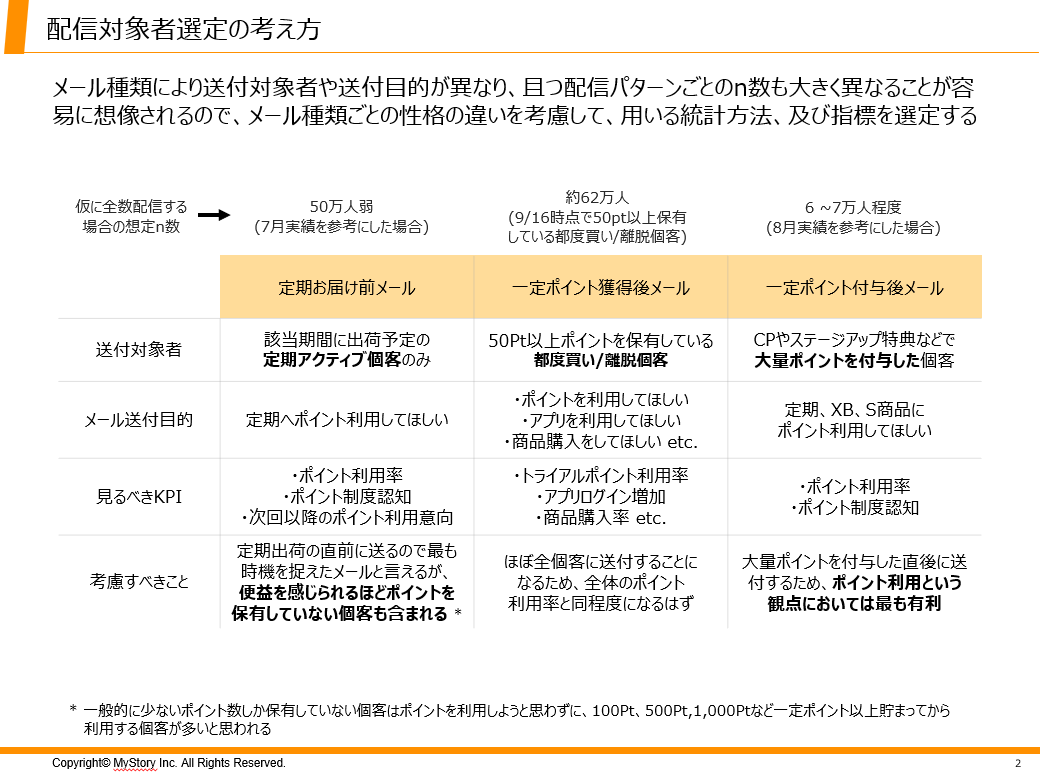 配信対象者選定の考え方
メール種類により送付対象者や送付目的が異なり、且つ配信パターンごとのn数も大きく異なることが容
易に想像されるので、メール種類ごとの性格の違いを考慮して、用いる統計方法、及び指標を選定する
仮に全数配信する
場合の想定n数
50万人弱
(7月実績を参考にした場合)
約62万人
(9/16時点で50pt以上保有
している都度買い/離脱個客)
6 ~7万人程度
(8月実績を参考にした場合)
定期お届け前メール
一定ポイント獲得後メール
一定ポイント付与後メール
送付対象者
該当期間に出荷予定の
定期アクティブ個客のみ
50Pt以上ポイントを保有している
都度買い/離脱個客
CPやステージアップ特典などで
大量ポイントを付与した個客
メール送付目的
定期へポイント利用してほしい
・ポイントを利用してほしい
・アプリを利用してほしい
・商品購入をしてほしい etc.
定期、XB、S商品に
ポイント利用してほしい
見るべきKPI
・ポイント利用率
・ポイント制度認知
・次回以降のポイント利用意向
・トライアルポイント利用率
・アプリログイン増加
・商品購入率 etc.
・ポイント利用率
・ポイント制度認知
考慮すべきこと
定期出荷の直前に送るので最も
時機を捉えたメールと言えるが、
便益を感じられるほどポイントを
保有していない個客も含まれる *
ほぼ全個客に送付することに
なるため、全体のポイント
利用率と同程度になるはず
大量ポイントを付与した直後に送
付するため、ポイント利用という
観点においては最も有利
* 一般的に少ないポイント数しか保有していない個客はポイントを利用しようと思わずに、100Pt、500Pt,1,000Ptなど一定ポイント以上貯まってから
利用する個客が多いと思われる
Copyright© MyStory Inc. All Rights Reserved.
2